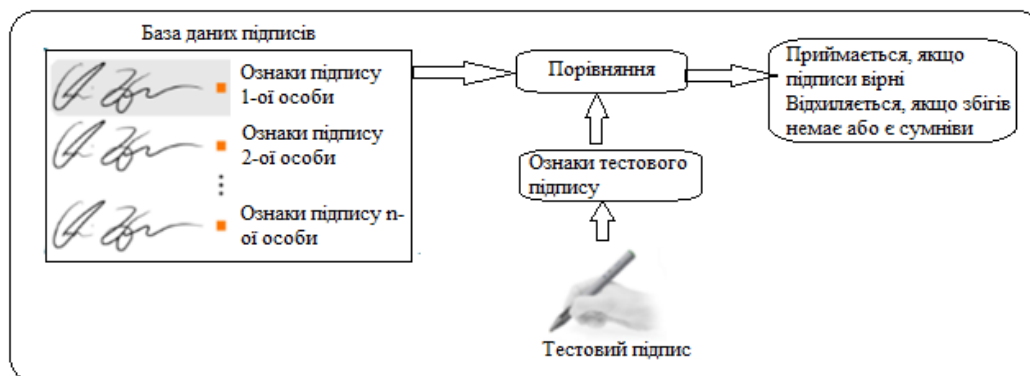 База даних підписів
Ознаки підпису
1-ої особи
Ознаки підпису
2-ої особи
Ознаки підпису n-
ої особи
Порівняння
Ознаки тестового
підпису
Тестовий підпис
Приймається, якщо
підписи вірні
Відхиляється, якщо збігів
немає або є сумніви